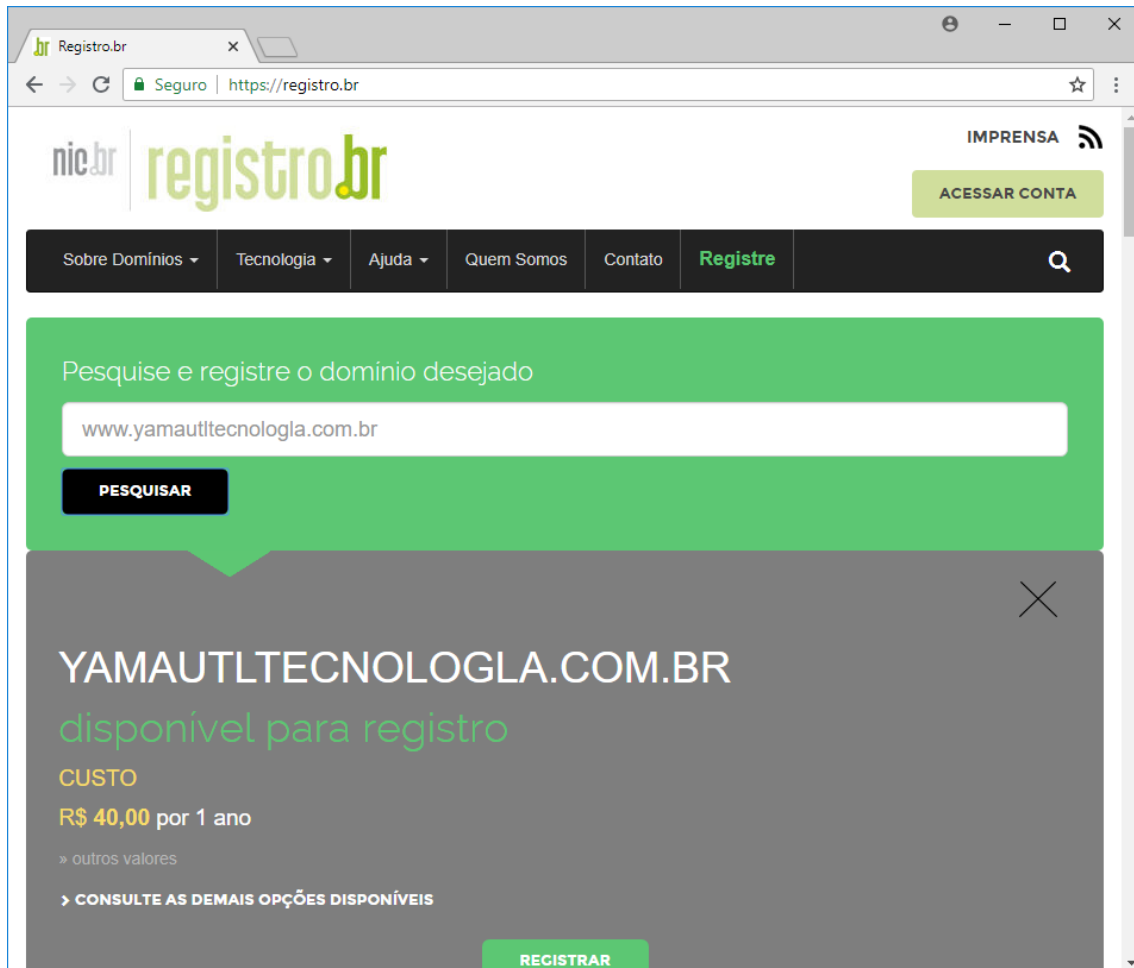 Registro.br
Seguro | https://registro.br
nic.br registro.br
IMPRENSA
ACESSAR CONTA
Sobre Domínios Tecnologia Ajuda Quem Somos Contato Registre
Pesquise e registre o domínio desejado
www.yamautltecnologla.com.br
PESQUISAR
YAMAUTLTECNOLOGLA.COM.BR
disponível para registro
CUSTO
R$ 40,00 por 1 ano
» outros valores
CONSULTE AS DEMAIS OPÇÕES DISPONÍVEIS
REGISTRAR